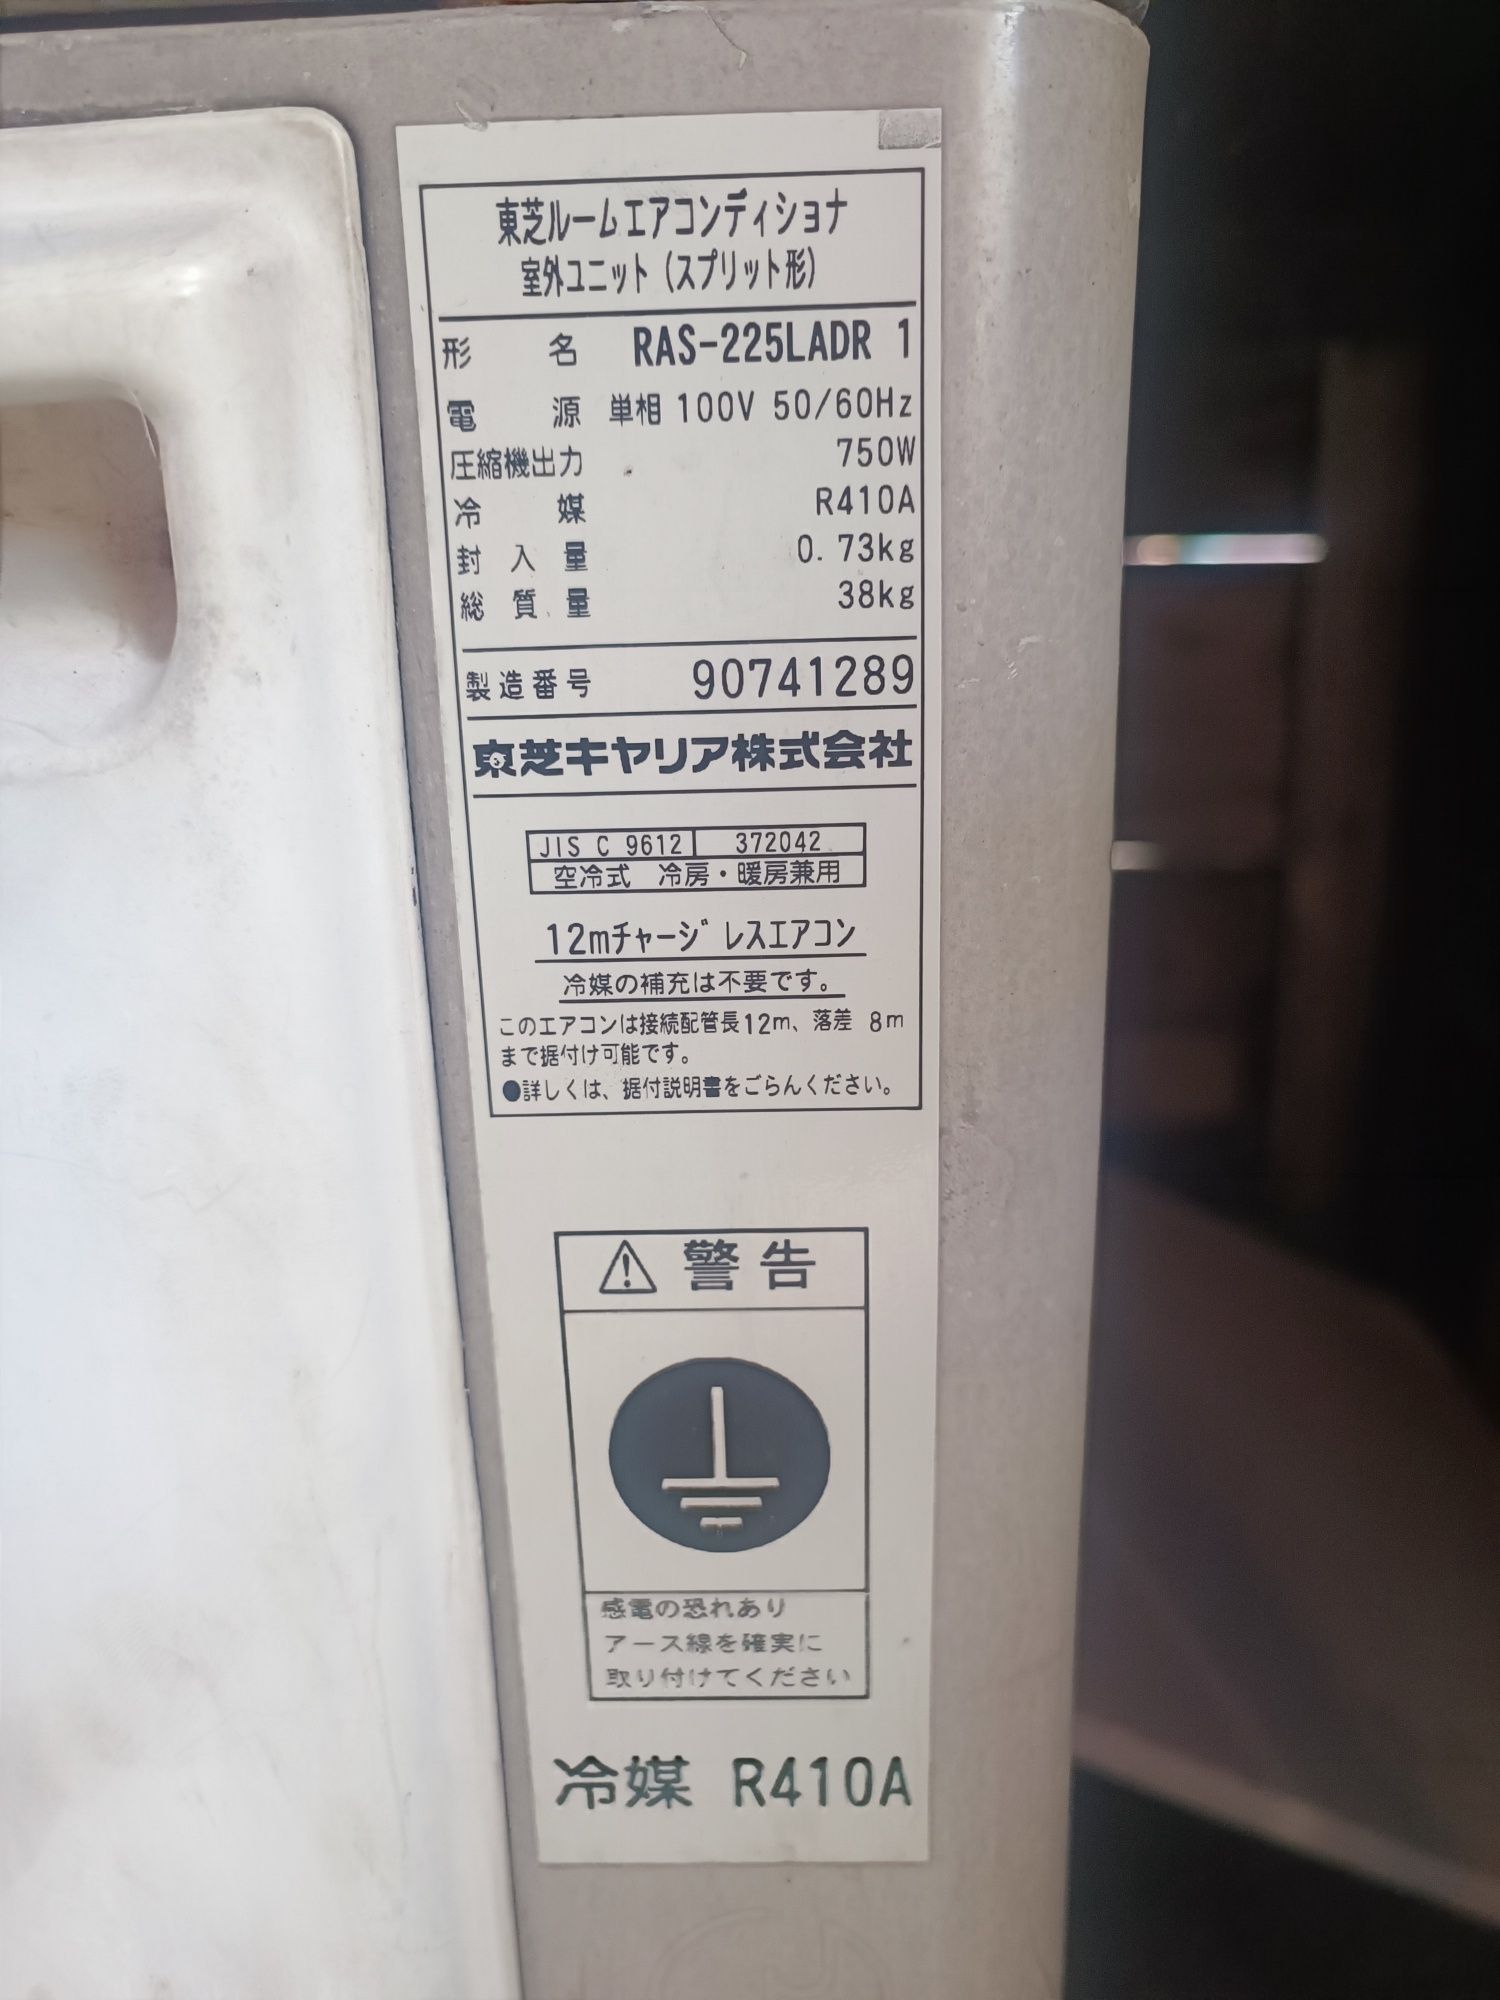 東芝ルームエアコンディショナ
室外ユニット(スプリット形)
形名 RAS-225LADR 1
電源 単相 100V 50/60Hz
圧縮機出力 750W
冷媒 R410A
封入量 0.73kg
総質量 38kg
製造番号 90741289
東芝キヤリア株式会社
JIS C 9612 372042
空冷式 冷房・暖房兼用
12mチャージレスエアコン
冷媒の補充は不要です。
このエアコンは接続配管長12m、落差 8m
まで据付け可能です。
●詳しくは、据付説明書をごらんください。
警告
感電の恐れあり
アース線を確実に
取り付けてください
冷媒 R410A